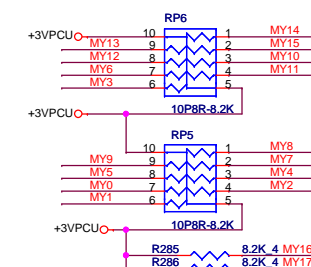 RP6
+3VPCU 10 1 MY14
MY13 9 2 MY15
MY12 8 3 MY10
MY6 7 4 MY11
MY3 6 5
+3VPCU 10P8R-8.2K
RP5
10 1 MY8
MY9 9 2 MY7
MY5 8 3 MY4
MY0 7 4 MY2
MY1 6 5
+3VPCU 10P8R-8.2K
R285 8.2K_4 MY16
R286 8.2K_4 MY17